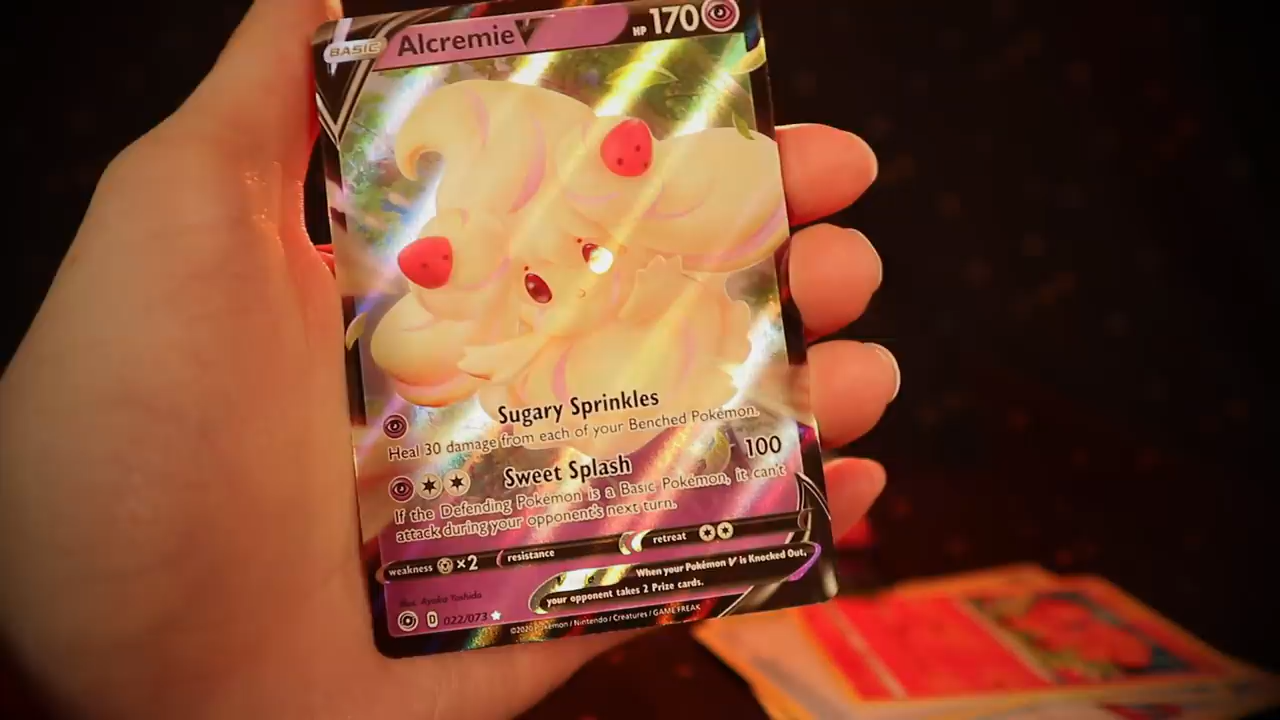 BASIC Alcremie V HP 170
Sugary Sprinkles
Heal 30 damage from each of your Benched Pokémon.
Sweet Splash 100
If the Defending Pokémon is a Basic Pokémon, it can't
attack during your opponent's next turn.
weakness ×2 resistance retreat
When your Pokémon V is Knocked Out,
your opponent takes 2 Prize cards.
Illus. Ayaka Yoshida
D 022/073
©2020 Pokémon / Nintendo / Creatures / GAME FREAK